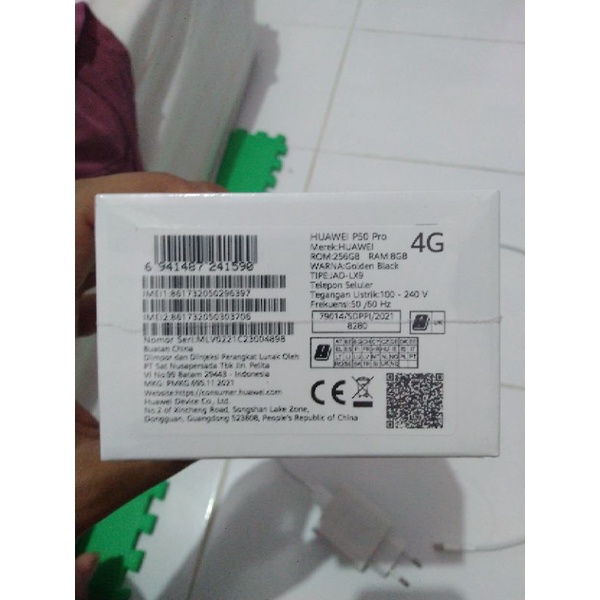 HUAWEI P50 Pro
4G
Merek:HUAWEI
ROM:256GB RAM:8GB
WARNA:Golden Black
TIPE:JAD-LX9
Telepon Seluler
Tegangan Listrik:100 - 240 V
Frekuensi:50 /60 Hz
79014/SDPPI/2021
8280
6 941487 241590
IMEI1:861732050296397
IMEI2:861732050303706
Nomor Seri:MLV0221C23004898
Buatan China
Diimpor dan Diinjeksi Perangkat Lunak Oleh
PT Sat Nusapersada Tbk Jln. Pelita
VI No.99 Batam 29443 - Indonesia
MKG: PMKG.695.11.2021
Website:https://consumer.huawei.com
Huawei Device Co., Ltd.
No.2 of Xincheng Road, Songshan Lake Zone,
Dongguan, Guangdong 523808, People's Republic of China
CE